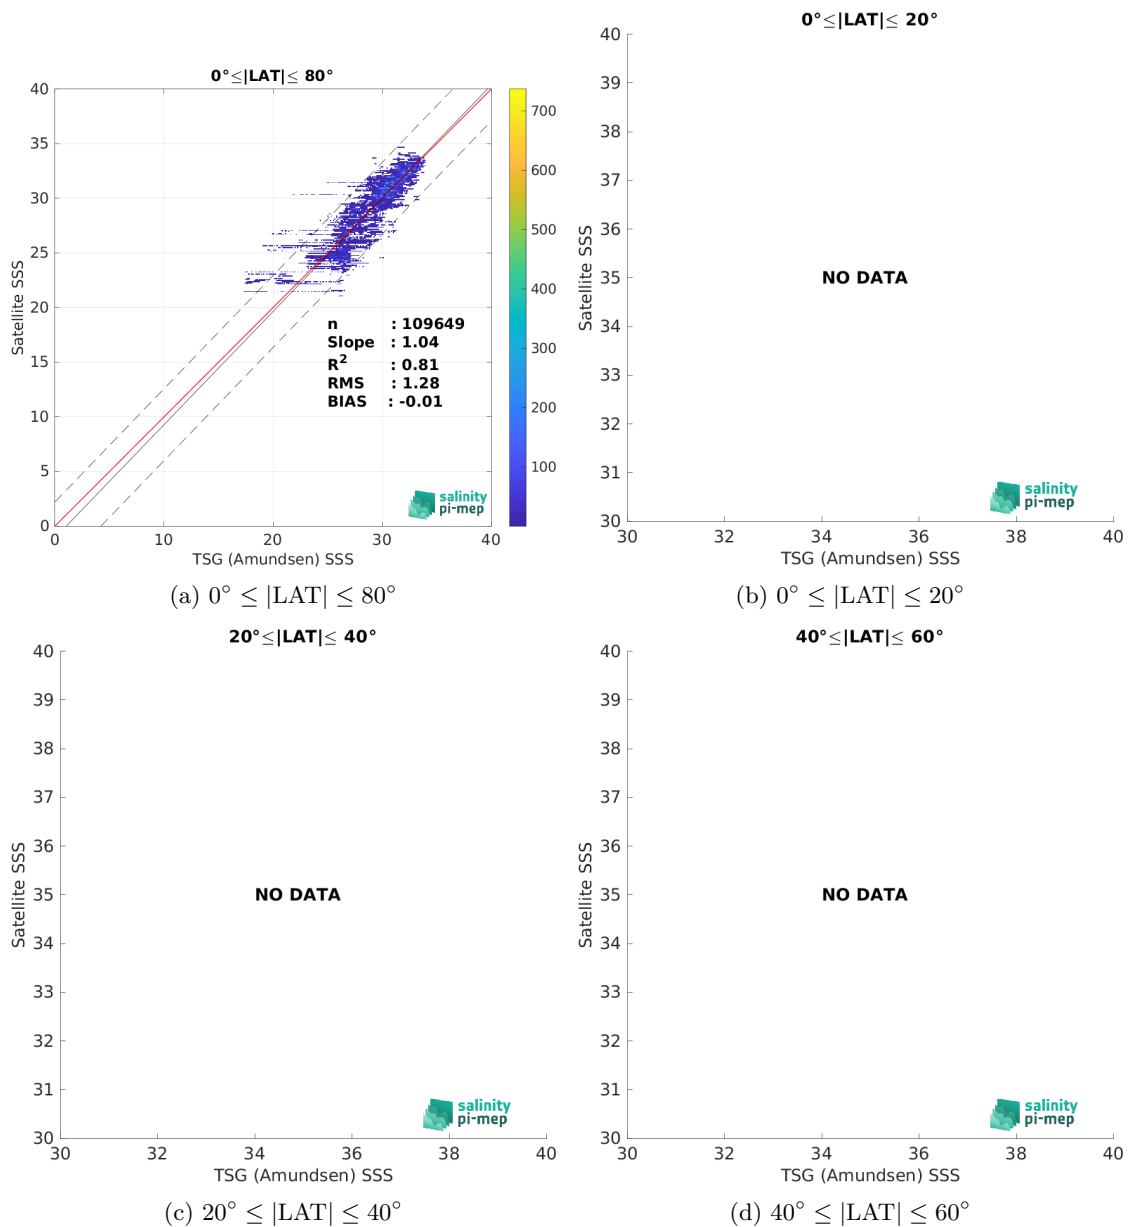 0°≤|LAT|≤ 80°
40
35
30
25
20
15
10
5
0
0
10
20
30
40
Satellite SSS
TSG (Amundsen) SSS
n : 109649
Slope : 1.04
R² : 0.81
RMS : 1.28
BIAS : -0.01
700
600
500
400
300
200
100
salinity
pi-mep
(a) 0° ≤ |LAT| ≤ 80°
0°≤|LAT|≤ 20°
40
39
38
37
36
35
34
33
32
31
30
30
32
34
36
38
40
Satellite SSS
NO DATA
TSG (Amundsen) SSS
salinity
pi-mep
(b) 0° ≤ |LAT| ≤ 20°
20°≤|LAT|≤ 40°
40
39
38
37
36
35
34
33
32
31
30
30
32
34
36
38
40
Satellite SSS
NO DATA
TSG (Amundsen) SSS
salinity
pi-mep
(c) 20° ≤ |LAT| ≤ 40°
40°≤|LAT|≤ 60°
40
39
38
37
36
35
34
33
32
31
30
30
32
34
36
38
40
Satellite SSS
NO DATA
TSG (Amundsen) SSS
salinity
pi-mep
(d) 40° ≤ |LAT| ≤ 60°